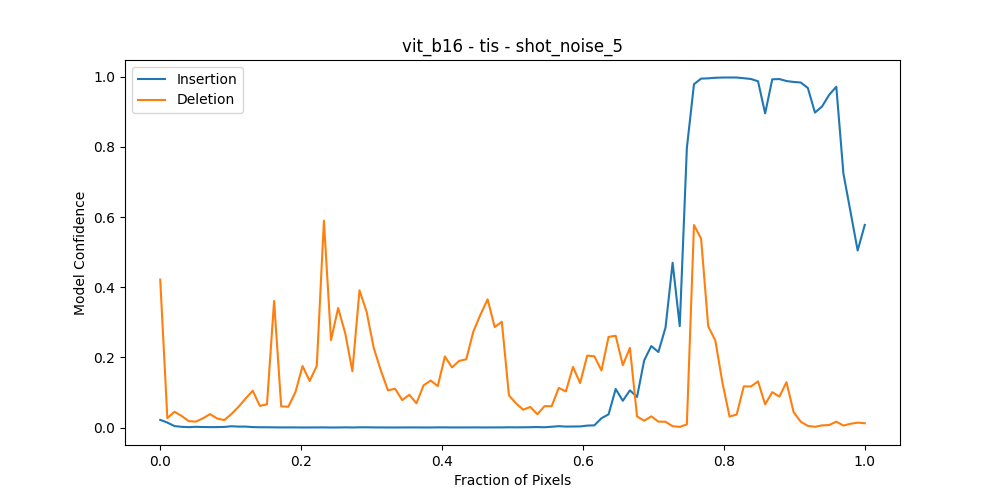 vit_b16 - tis - shot_noise_5
Insertion
Deletion
Model Confidence
1.0
0.8
0.6
0.4
0.2
0.0
0.0 0.2 0.4 0.6 0.8 1.0
Fraction of Pixels